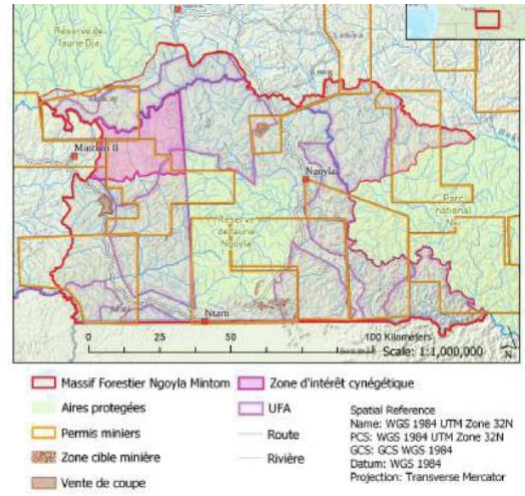 Réserve de
faune Dja
Mintom II
Ngoyla
Parc
national
Nki
Réserve
de faune
Ngoyla
Ntam
0 25 50 100 Kilometers
Scale: 1:1,000,000
Massif Forestier Ngoyla Mintom
Zone d'intérêt cynégétique
Aires protegées
UFA
Permis miniers
Route
Zone cible minière
Rivière
Vente de coupe
Spatial Reference
Name: WGS 1984 UTM Zone 32N
PCS: WGS 1984 UTM Zone 32N
GCS: GCS WGS 1984
Datum: WGS 1984
Projection: Transverse Mercator